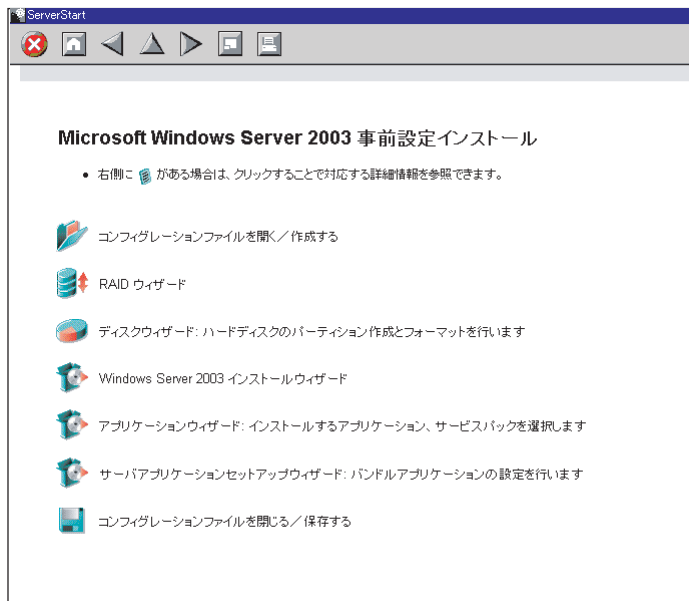 ServerStart
Microsoft Windows Server 2003 事前設定インストール
• 右側に がある場合は、クリックすることで対応する詳細情報を参照できます。
コンフィグレーションファイルを開く／作成する
RAID ウィザード
ディスクウィザード: ハードディスクのパーティション作成とフォーマットを行います
Windows Server 2003 インストールウィザード
アプリケーションウィザード: インストールするアプリケーション、サービスパックを選択します
サーバアプリケーションセットアップウィザード: バンドルアプリケーションの設定を行います
コンフィグレーションファイルを閉じる／保存する